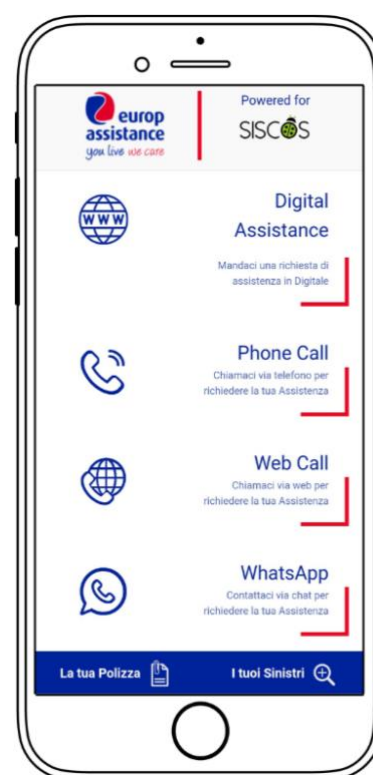 europ
assistance
you live we care
Powered for
SISCOS
WWW
Digital
Assistance
Mandaci una richiesta di
assistenza in Digitale
Phone Call
Chiamaci via telefono per
richiedere la tua Assistenza
Web Call
Chiamaci via web per
richiedere la tua Assistenza
WhatsApp
Contattaci via chat per
richiedere la tua Assistenza
La tua Polizza
I tuoi Sinistri